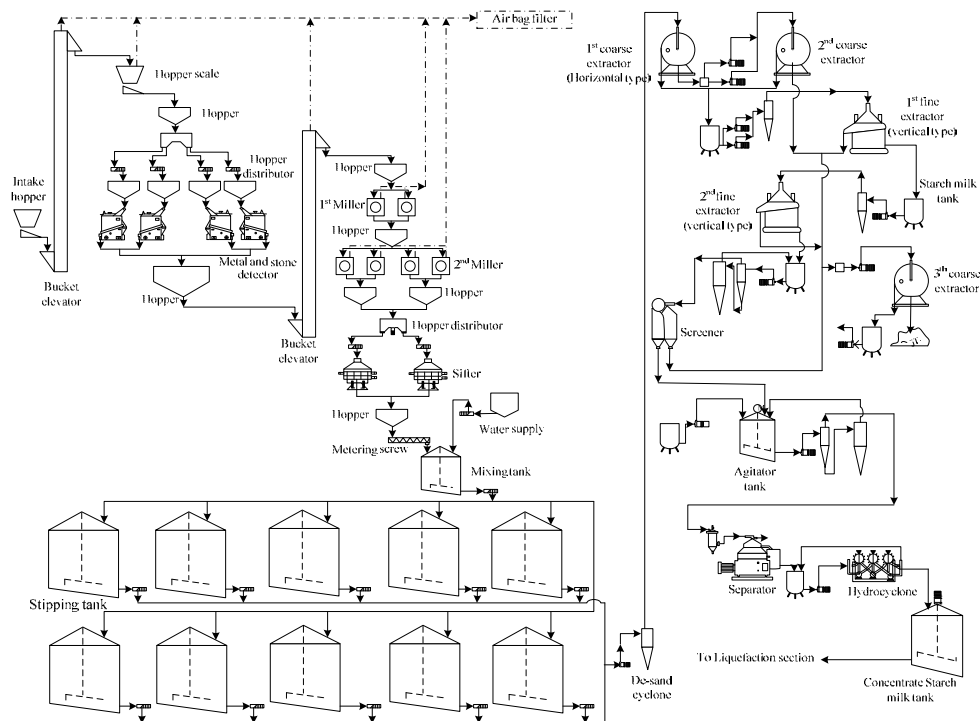 Air bag filter
Hopper scale
Hopper
Hopper
distributor
Intake
hopper
Metal and stone
detector
Hopper
Bucket
elevator
Bucket
elevator
Hopper
1st Miller
Hopper
2nd Miller
Hopper
Hopper distributor
Sifter
Hopper
Water supply
Metering screw
Mixing tank
Stipping tank
De-sand
cyclone
1st coarse
extractor
(Horizontal type)
2nd coarse
extractor
1st fine
extractor
(vertical type)
Starch milk
tank
2nd fine
extractor
(vertical type)
3th coarse
extractor
Screener
Agitator
tank
Separator
Hydrocyclone
To Liquefaction section
Concentrate Starch
milk tank